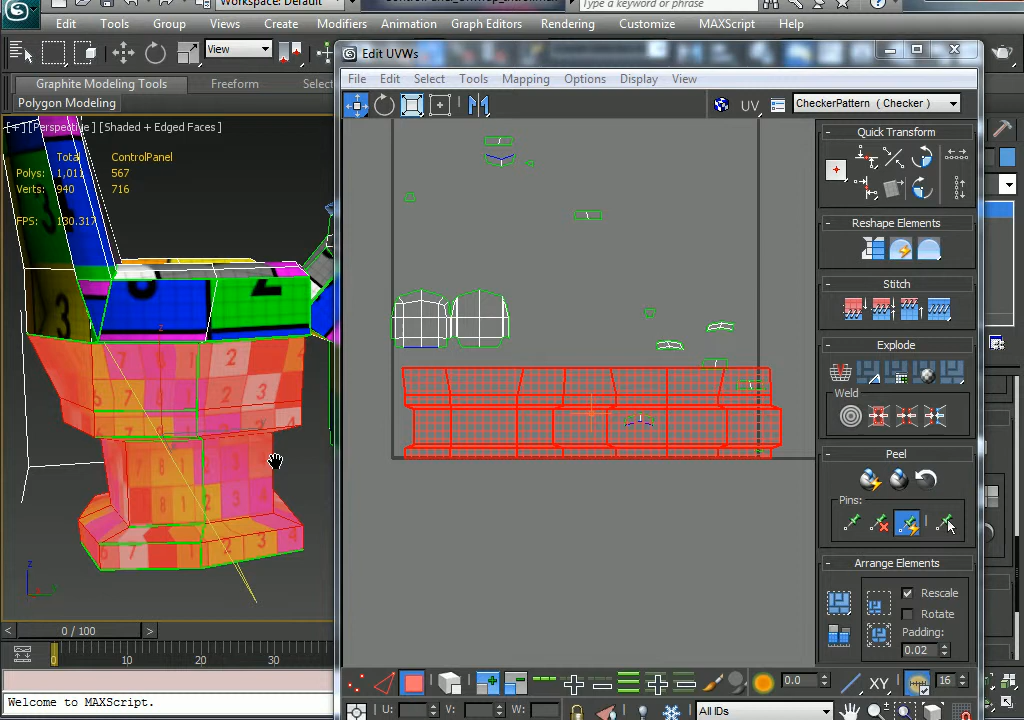 Workspace: Default
Type a keyword or phrase
Edit Tools Group Views Create Modifiers Animation Graph Editors Rendering Customize MAXScript Help
View
Edit UVWs
Graphite Modeling Tools Freeform Select
File Edit Select Tools Mapping Options Display View
Polygon Modeling
UV CheckerPattern ( Checker )
[+] [Perspective ] [Shaded + Edged Faces ]
Total ControlPanel
Polys: 1,01 567
Verts: 940 716
FPS: 130.317
Quick Transform
Reshape Elements
Stitch
Explode
Weld
Peel
Pins:
Arrange Elements
Rescale
Rotate
Padding:
0.02
0 / 100
10 20 30
0.0 XY 16
Welcome to MAXScript.
U: V: W: All IDs